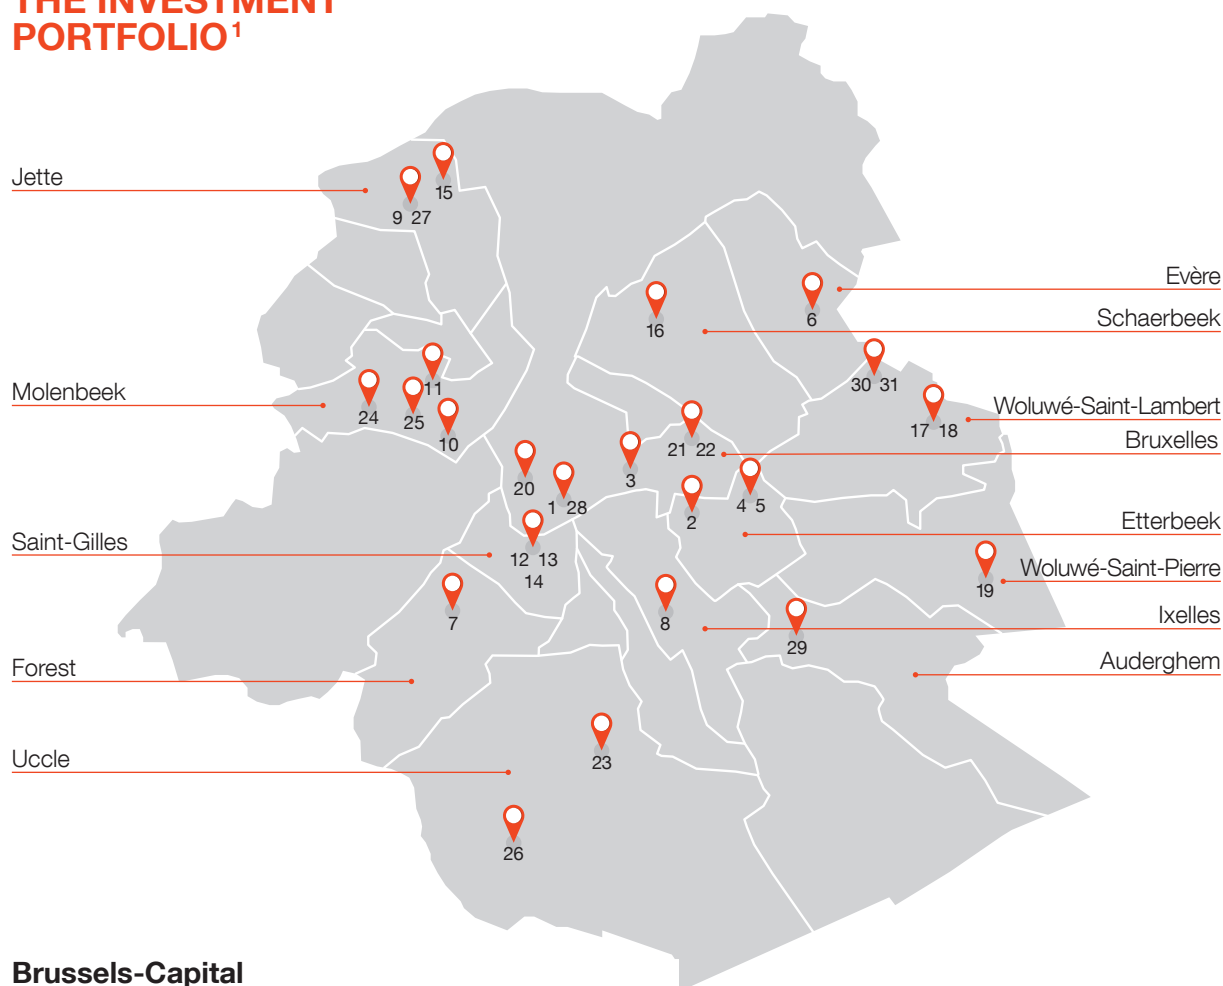 THE INVESTMENT
PORTFOLIO¹
Jette
15
9 27
Evère
6
Schaerbeek
16
30 31
Molenbeek
11
24
25
10
Woluwé-Saint-Lambert
17 18
Bruxelles
21 22
3
20
1 28
2
4 5
Etterbeek
Saint-Gilles
12 13
14
Woluwé-Saint-Pierre
19
7
8
Ixelles
29
Forest
Auderghem
Uccle
23
26
Brussels-Capital